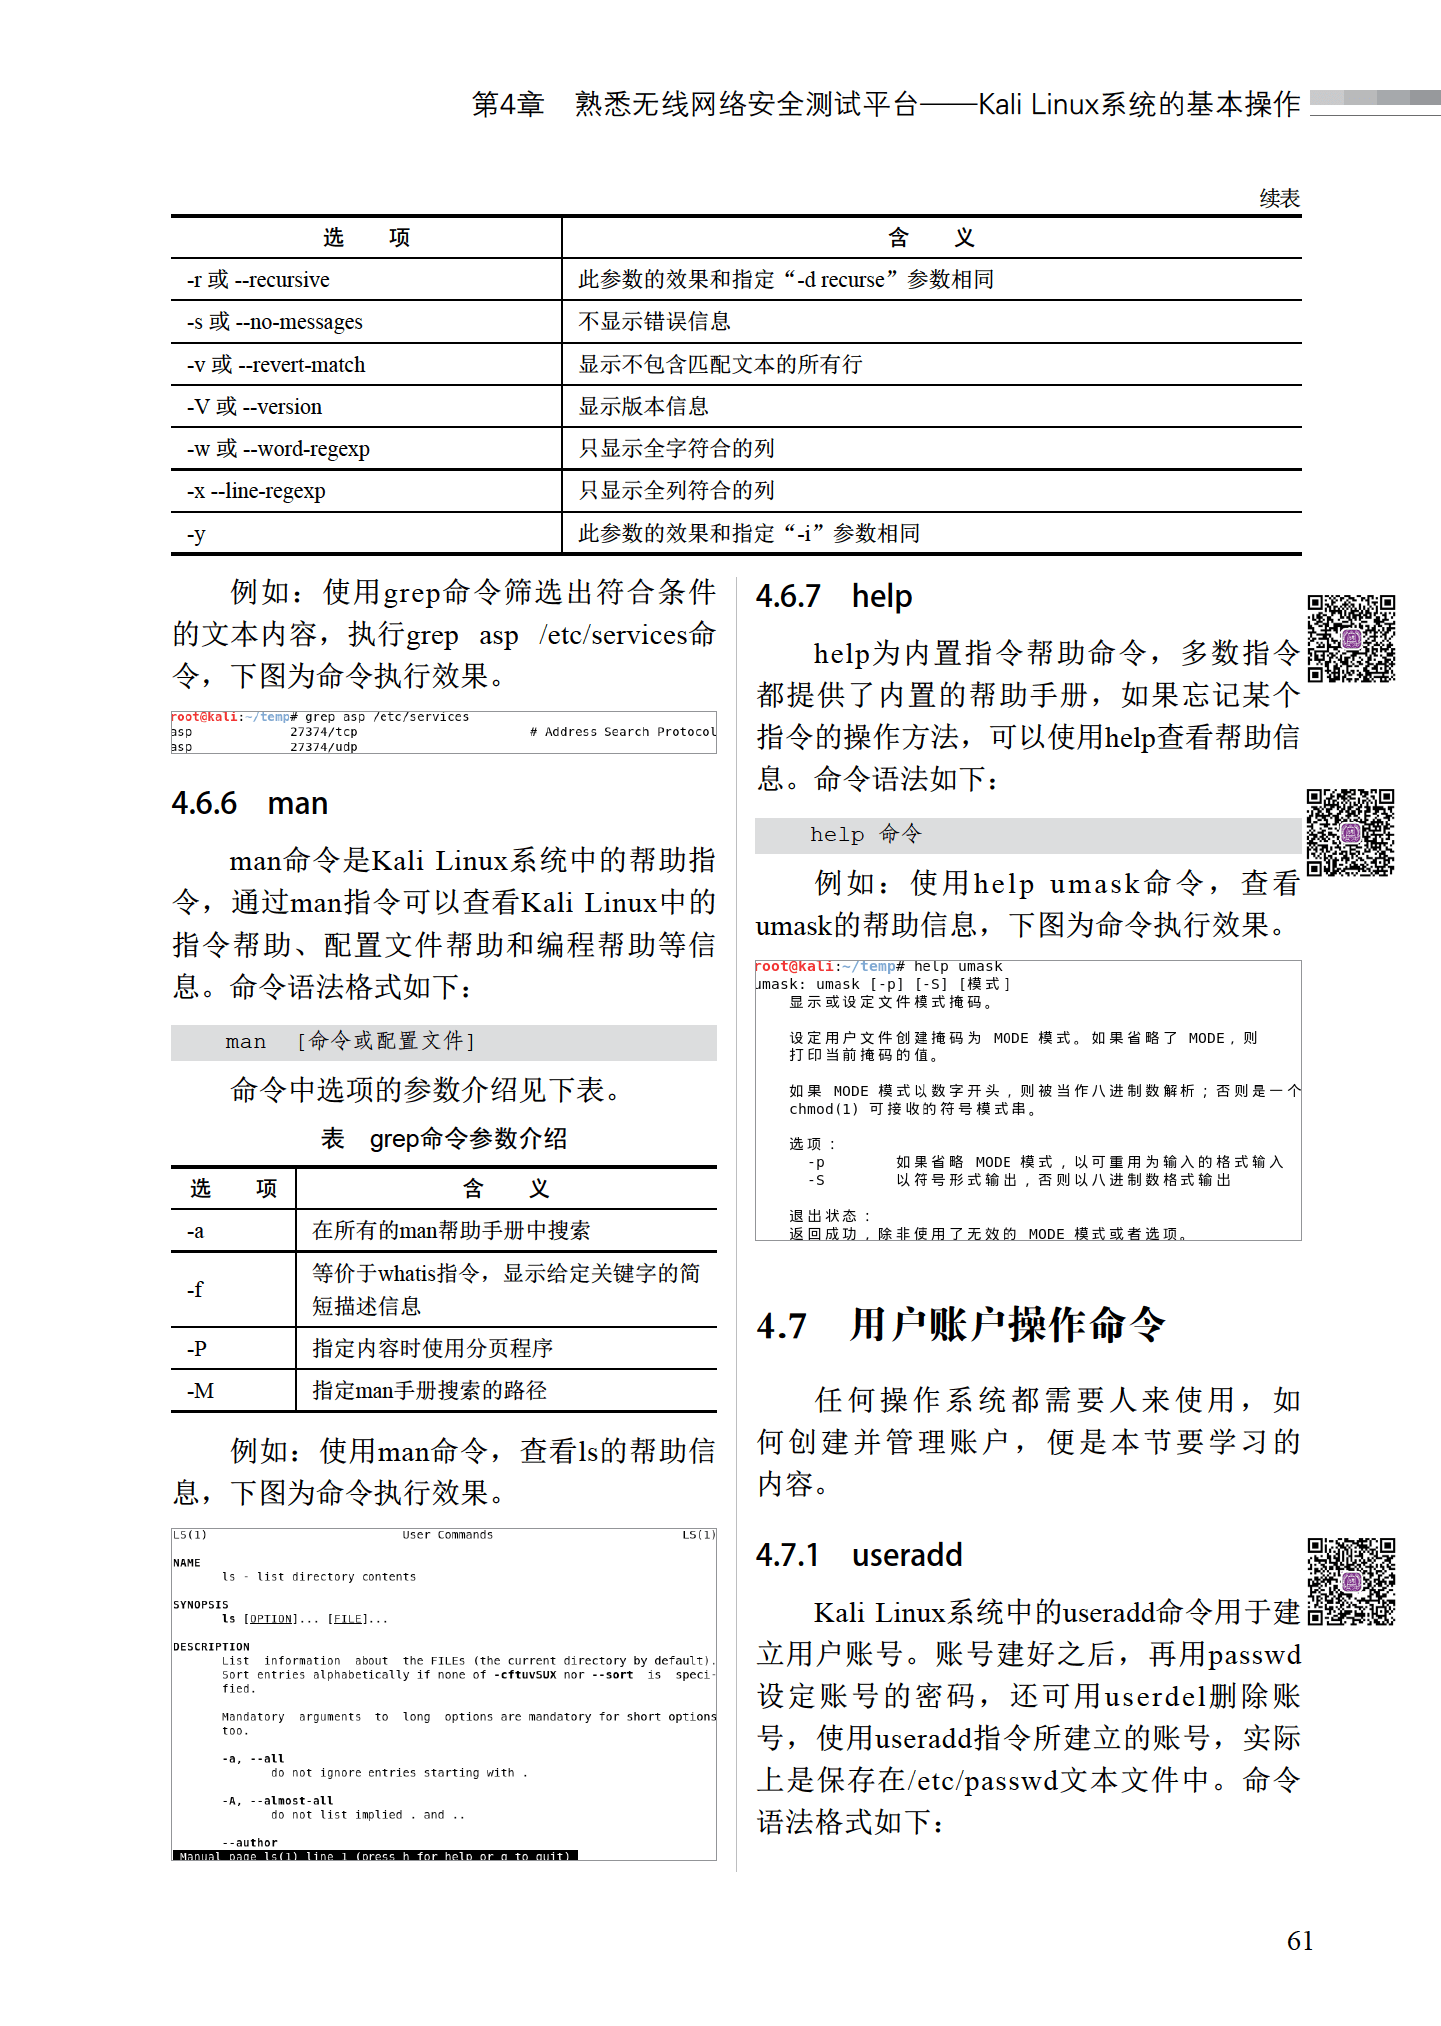 第4章 熟悉无线网络安全测试平台——Kali Linux系统的基本操作
续表
选 项 含 义
-r 或 --recursive 此参数的效果和指定“-d recurse”参数相同
-s 或 --no-messages 不显示错误信息
-v 或 --revert-match 显示不包含匹配文本的所有行
-V 或 --version 显示版本信息
-w 或 --word-regexp 只显示全字符合的列
-x --line-regexp 只显示全列符合的列
-y 此参数的效果和指定“-i”参数相同
例如：使用grep命令筛选出符合条件
的文本内容，执行grep asp /etc/services命
令，下图为命令执行效果。
root@kali:~/temp# grep asp /etc/services
asp 27374/tcp # Address Search Protocol
asp 27374/udp
4.6.6 man
man命令是Kali Linux系统中的帮助指
令，通过man指令可以查看Kali Linux中的
指令帮助、配置文件帮助和编程帮助等信
息。命令语法格式如下：
man [命令或配置文件]
命令中选项的参数介绍见下表。
表 grep命令参数介绍
选 项 含 义
-a 在所有的man帮助手册中搜索
-f 等价于whatis指令，显示给定关键字的简
短描述信息
-P 指定内容时使用分页程序
-M 指定man手册搜索的路径
例如：使用man命令，查看ls的帮助信
息，下图为命令执行效果。
LS(1) User Commands LS(1)
NAME
ls - list directory contents
SYNOPSIS
ls [OPTION]... [FILE]...
DESCRIPTION
List information about the FILEs (the current directory by default).
Sort entries alphabetically if none of -cftuvSUX nor --sort is speci-
fied.
Mandatory arguments to long options are mandatory for short options
too.
-a, --all
do not ignore entries starting with .
-A, --almost-all
do not list implied . and ..
--author
Manual page ls(1) line 1 (press h for help or q to quit)
4.6.7 help
help为内置指令帮助命令，多数指令
都提供了内置的帮助手册，如果忘记某个
指令的操作方法，可以使用help查看帮助信
息。命令语法如下：
help 命令
例如：使用help umask命令，查看
umask的帮助信息，下图为命令执行效果。
root@kali:~/temp# help umask
umask: umask [-p] [-S] [模式]
显示或设定文件模式掩码。
设定用户文件创建掩码为 MODE 模式。如果省略了 MODE，则
打印当前掩码的值。
如果 MODE 模式以数字开头，则被当作八进制数解析；否则是一个
chmod(1) 可接收的符号模式串。
选项：
-p 如果省略 MODE 模式，以可重用为输入的格式输入
-S 以符号形式输出，否则以八进制数格式输出
退出状态：
返回成功，除非使用了无效的 MODE 模式或者选项。
4.7 用户账户操作命令
任何操作系统都需要人来使用，如
何创建并管理账户，便是本节要学习的
内容。
4.7.1 useradd
Kali Linux系统中的useradd命令用于建
立用户账号。账号建好之后，再用passwd
设定账号的密码，还可用userdel删除账
号，使用useradd指令所建立的账号，实际
上是保存在/etc/passwd文本文件中。命令
语法格式如下：
61